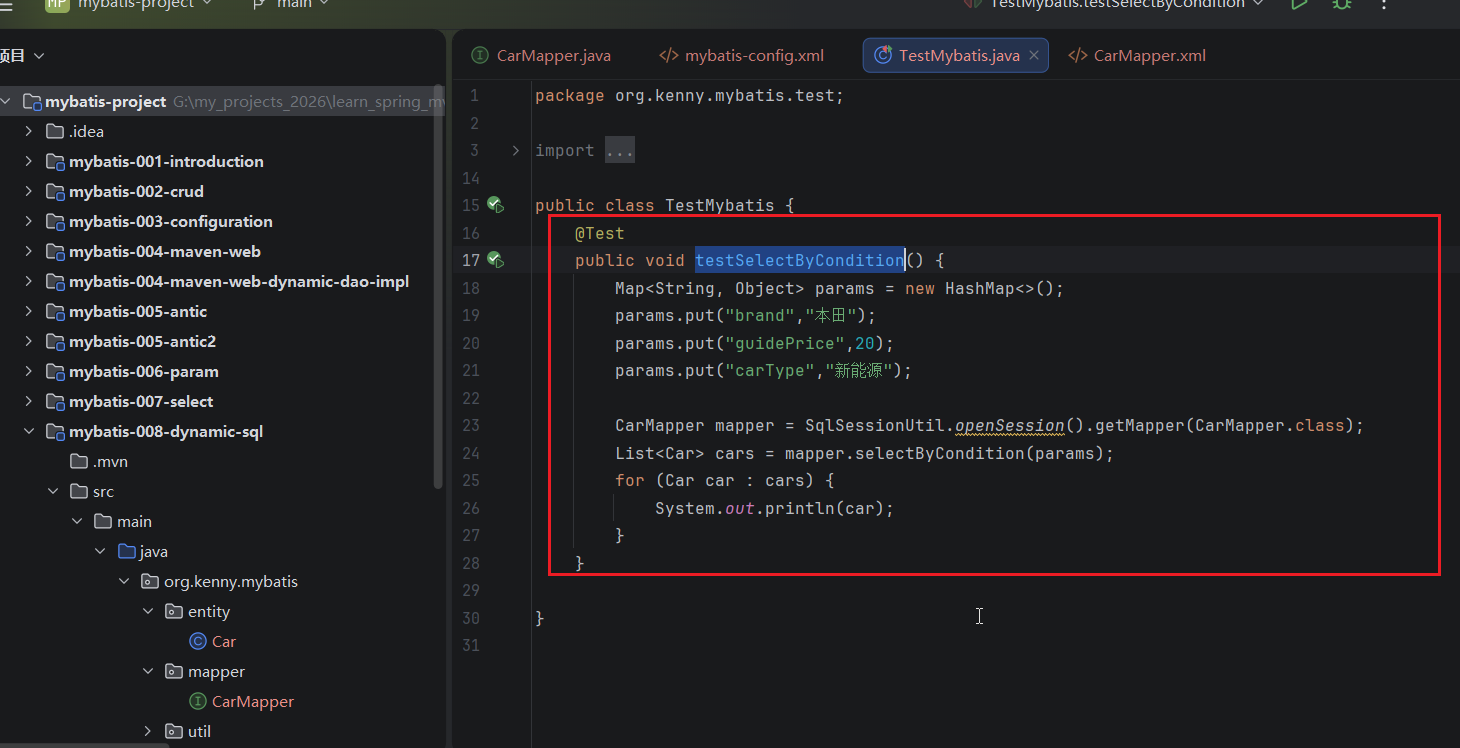 MP mybatis-project main TestMybatis.testSelectByCondition
项目
CarMapper.java mybatis-config.xml TestMybatis.java CarMapper.xml
mybatis-project G:\my_projects_2026\learn_spring_my
.idea
mybatis-001-introduction
mybatis-002-crud
mybatis-003-configuration
mybatis-004-maven-web
mybatis-004-maven-web-dynamic-dao-impl
mybatis-005-antic
mybatis-005-antic2
mybatis-006-param
mybatis-007-select
mybatis-008-dynamic-sql
.mvn
src
main
java
org.kenny.mybatis
entity
Car
mapper
CarMapper
util
1 package org.kenny.mybatis.test;
2
3 import ...
14
15 public class TestMybatis {
16 @Test
17 public void testSelectByCondition() {
18 Map<String, Object> params = new HashMap<>();
19 params.put("brand","本田");
20 params.put("guidePrice",20);
21 params.put("carType","新能源");
22
23 CarMapper mapper = SqlSessionUtil.openSession().getMapper(CarMapper.class);
24 List<Car> cars = mapper.selectByCondition(params);
25 for (Car car : cars) {
26 System.out.println(car);
27 }
28 }
29
30 }
31